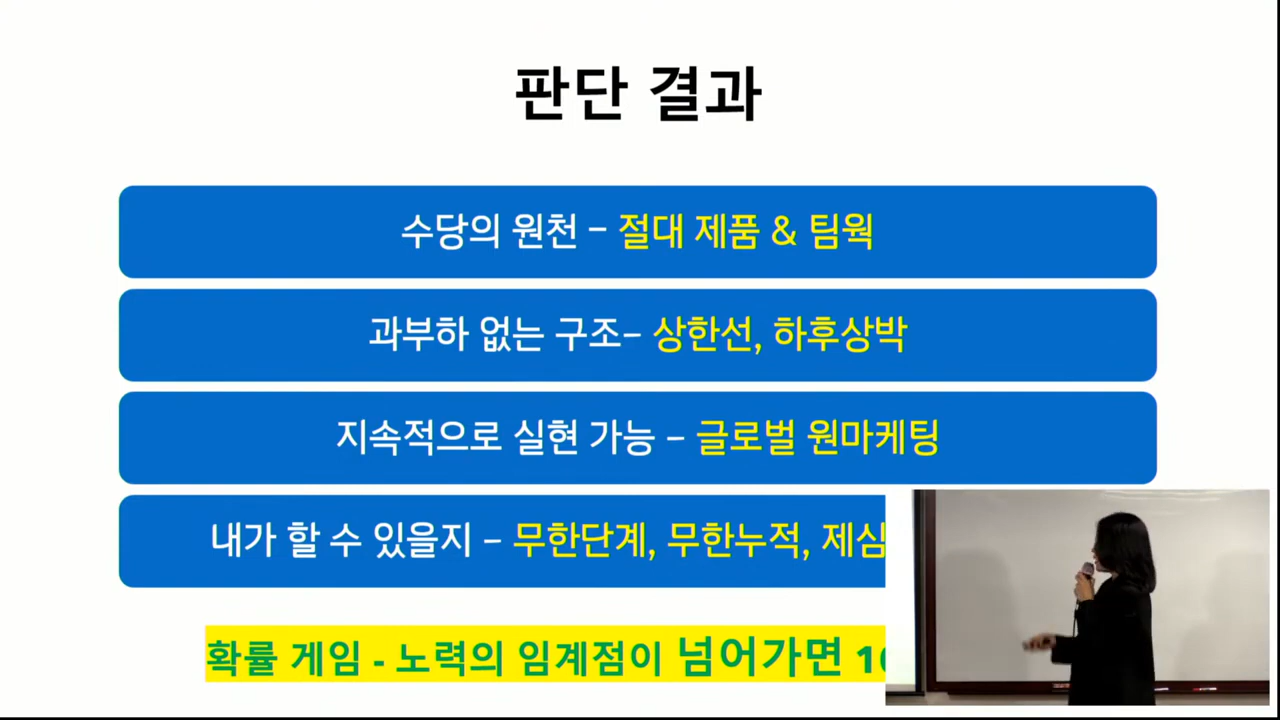 판단 결과
수당의 원천 – 절대 제품 & 팀웍
과부하 없는 구조– 상한선, 하후상박
지속적으로 실현 가능 – 글로벌 원마케팅
내가 할 수 있을지 – 무한단계, 무한누적, 제심
확률 게임 - 노력의 임계점이 넘어가면